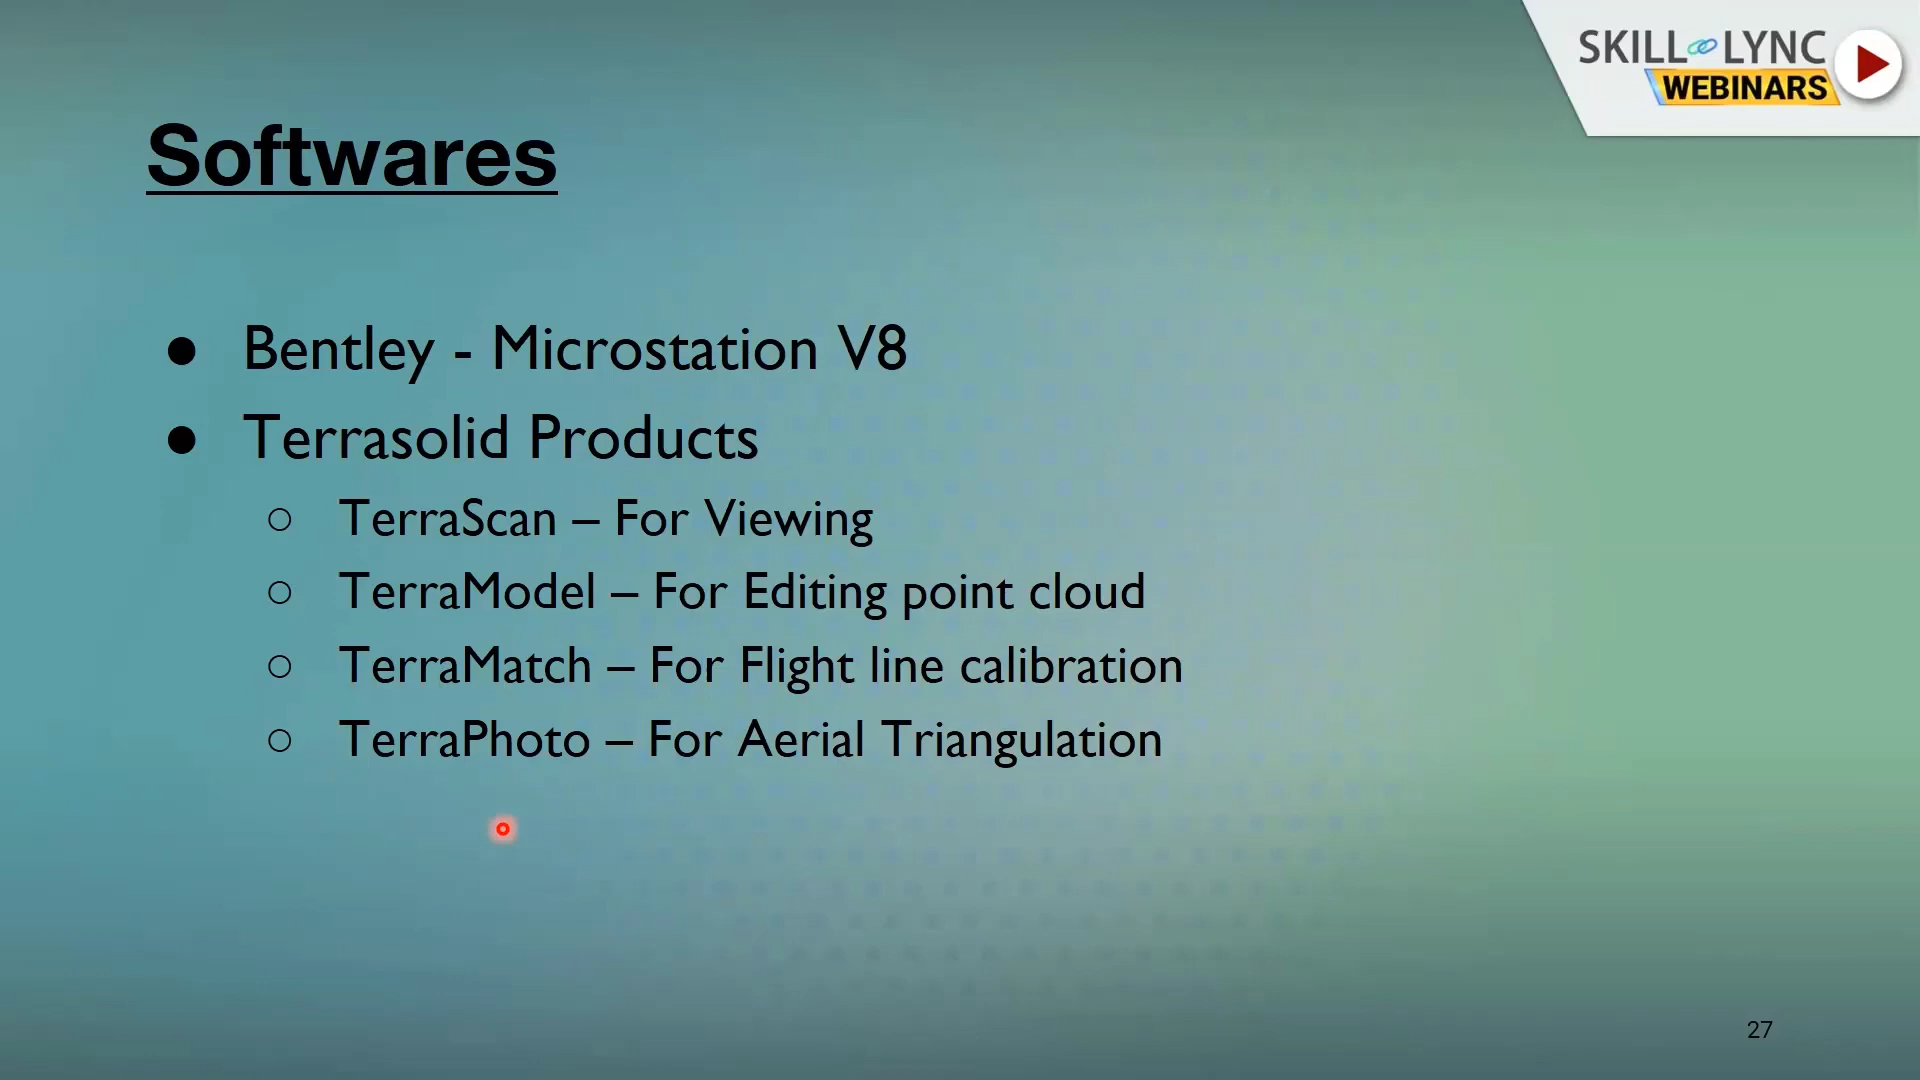 SKILL LYNC
WEBINARS
Softwares
● Bentley - Microstation V8
● Terrasolid Products
○ TerraScan – For Viewing
○ TerraModel – For Editing point cloud
○ TerraMatch – For Flight line calibration
○ TerraPhoto – For Aerial Triangulation
27